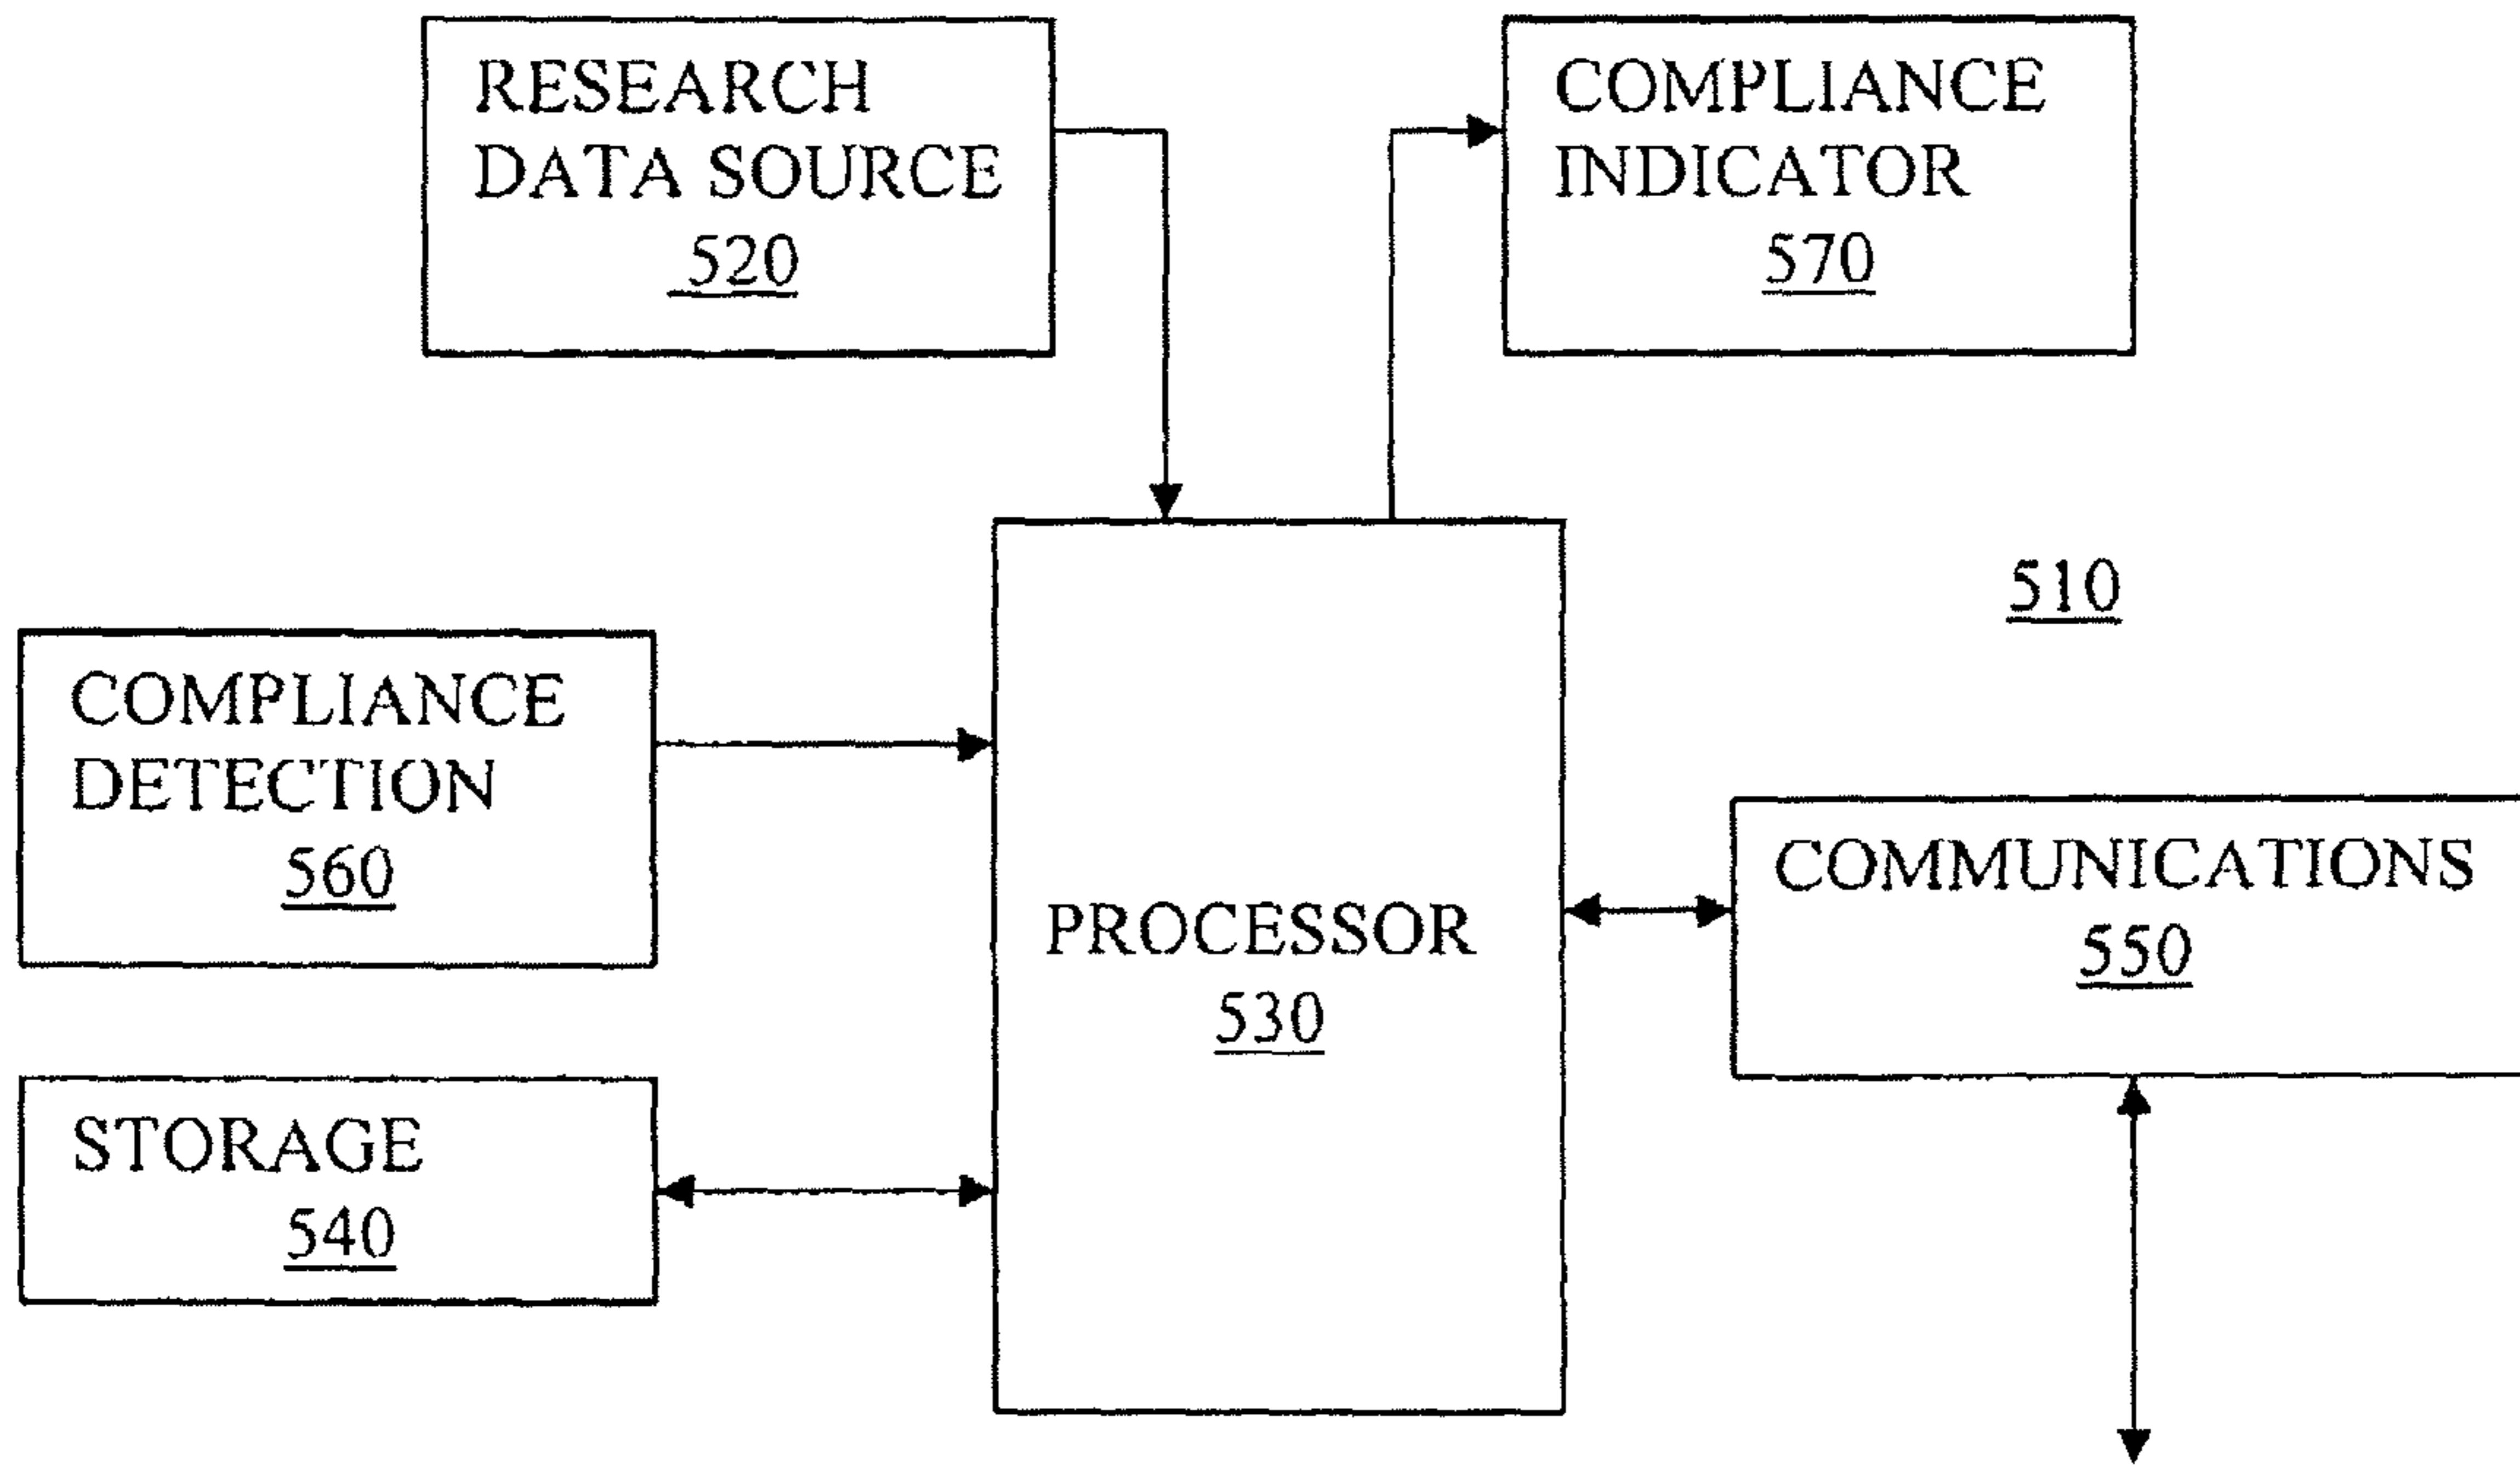 RESEARCH
DATA SOURCE
520
COMPLIANCE
INDICATOR
570
510
COMPLIANCE
DETECTION
560
PROCESSOR
530
COMMUNICATIONS
550
STORAGE
540